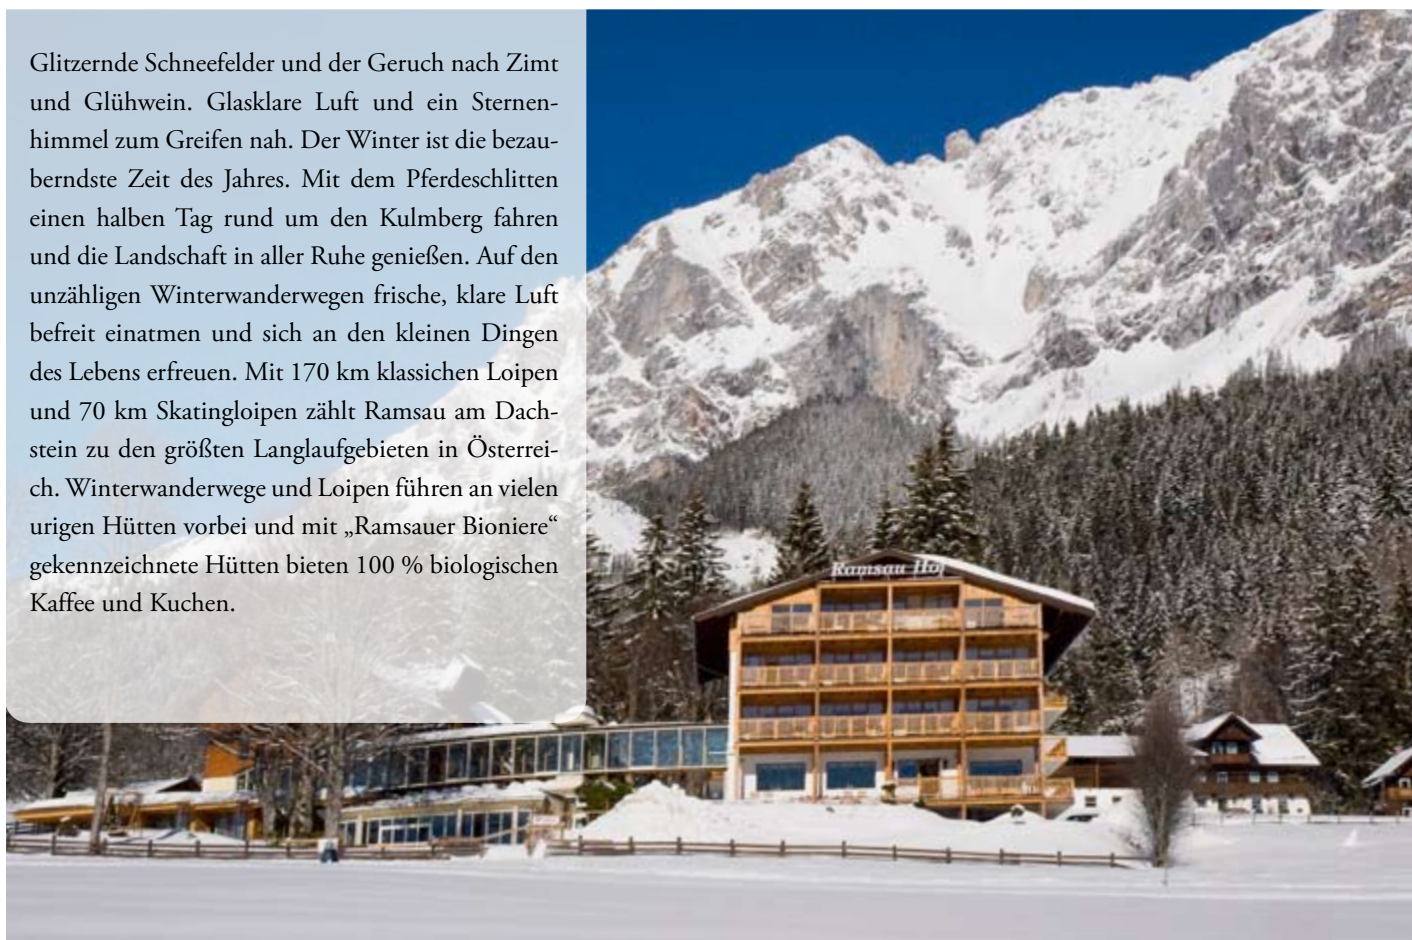 Glitzernde Schneefelder und der Geruch nach Zimt
und Glühwein. Glasklare Luft und ein Sternen-
himmel zum Greifen nah. Der Winter ist die bezau-
berndste Zeit des Jahres. Mit dem Pferdeschlitten
einen halben Tag rund um den Kulmberg fahren
und die Landschaft in aller Ruhe genießen. Auf den
unzähligen Winterwanderwegen frische, klare Luft
befreit einatmen und sich an den kleinen Dingen
des Lebens erfreuen. Mit 170 km klassichen Loipen
und 70 km Skatingloipen zählt Ramsau am Dach-
stein zu den größten Langlaufgebieten in Österrei-
ch. Winterwanderwege und Loipen führen an vielen
urigen Hütten vorbei und mit „Ramsauer Bioniere“
gekennzeichnete Hütten bieten 100 % biologischen
Kaffee und Kuchen.
Ramsau Hof